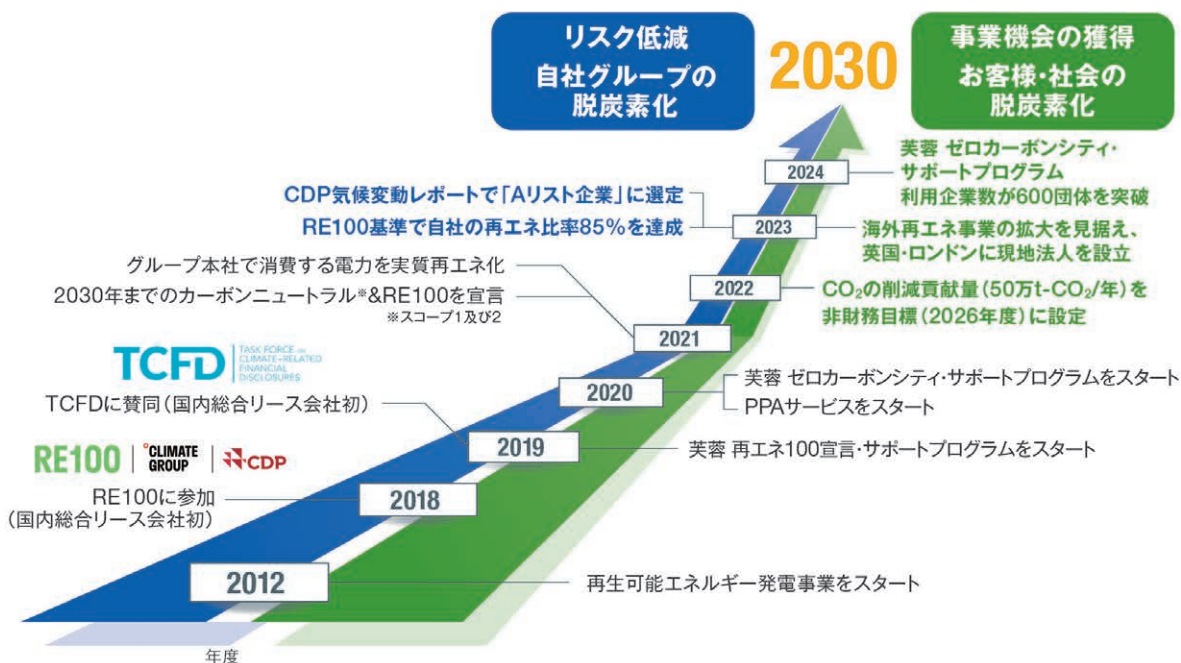 リスク低減
自社グループの
脱炭素化
2030
事業機会の獲得
お客様・社会の
脱炭素化
2024
芙蓉 ゼロカーボンシティ・
サポートプログラム
利用企業数が600団体を突破
CDP気候変動レポートで「Aリスト企業」に選定
RE100基準で自社の再エネ比率85%を達成
2023
海外再エネ事業の拡大を見据え、
英国・ロンドンに現地法人を設立
2022
CO₂の削減貢献量(50万t-CO₂/年)を
非財務目標(2026年度)に設定
グループ本社で消費する電力を実質再エネ化
2030年までのカーボンニュートラル※&RE100を宣言
※スコープ1及び2
2021
TCFD
TASK FORCE ON
CLIMATE-RELATED
FINANCIAL
DISCLOSURES
TCFDに賛同(国内総合リース会社初)
2020
芙蓉 ゼロカーボンシティ・サポートプログラムをスタート
PPAサービスをスタート
2019
芙蓉 再エネ100宣言・サポートプログラムをスタート
RE100
°CLIMATE
GROUP
CDP
RE100に参加
(国内総合リース会社初)
2018
2012
再生可能エネルギー発電事業をスタート
年度